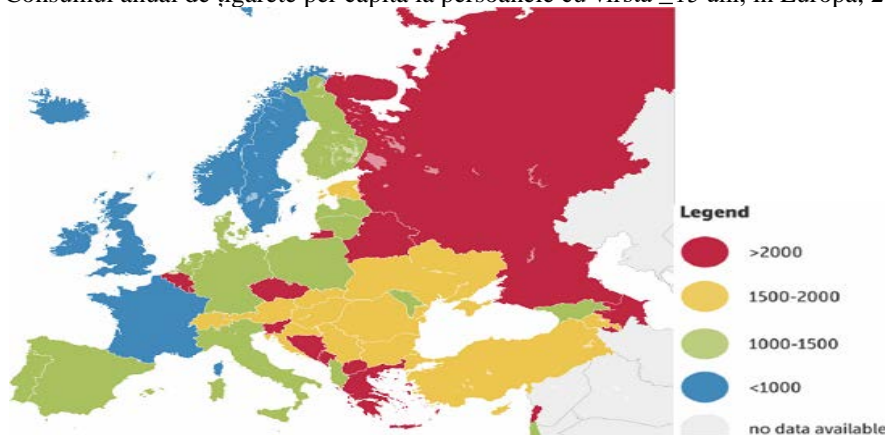 Consumul anual de țigarete per capita la persoanele cu vîrsta ≥15 ani, în Europa, 2
Legend
>2000
1500-2000
1000-1500
<1000
no data available